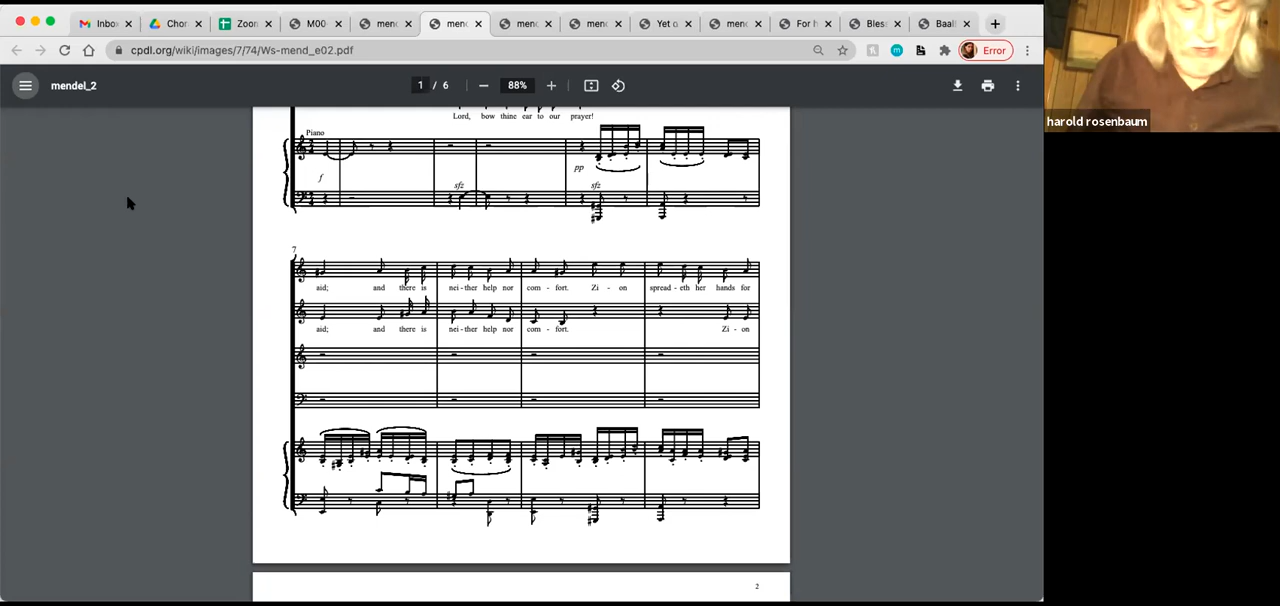 Inbox
Chor
Zoon
M00
men
men
men
men
Yet o
men
For h
Bles
Baal
cpdl.org/wiki/images/7/74/Ws-mend_e02.pdf
Error
mendel_2
1 / 6
88%
harold rosenbaum
Lord, bow thine ear to our prayer!
Piano
f
sfz
pp
sfz
7
aid; and there is nei - ther help nor com - fort. Zi - on spread - eth her hands for
aid; and there is nei - ther help nor com - fort. Zi - on
2